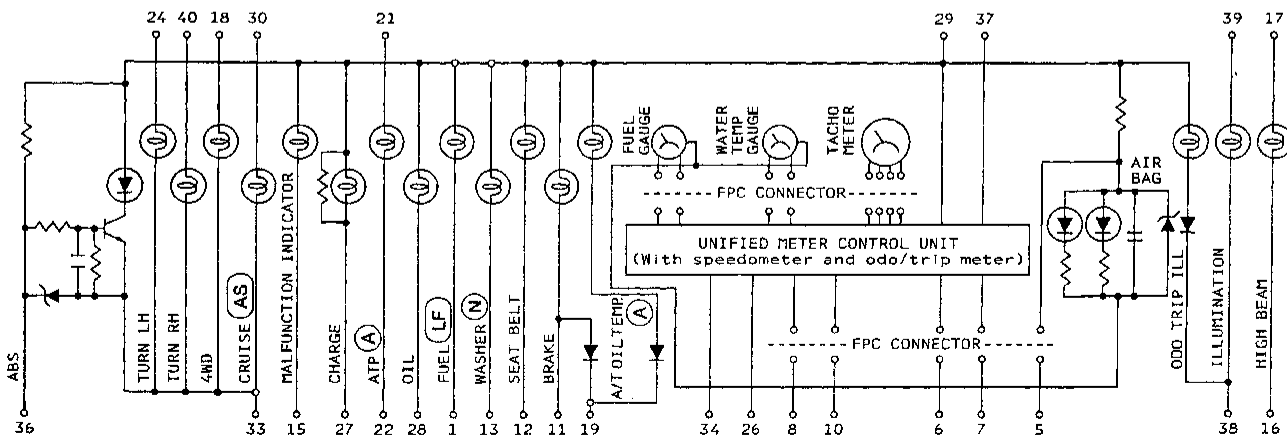 24 40 18 30 21 29 37 39 17
FUEL
GAUGE
WATER
TEMP
GAUGE
TACHO
METER
AIR
BAG
FPC CONNECTOR
UNIFIED METER CONTROL UNIT
(With speedometer and odo/trip meter)
FPC CONNECTOR
ABS
TURN LH
TURN RH
4WD
CRUISE AS
MALFUNCTION INDICATOR
CHARGE
ATP A
OIL
FUEL LF
WASHER N
SEAT BELT
BRAKE
A/T OIL TEMP A
ODO TRIP ILL
ILLUMINATION
HIGH BEAM
36 33 15 27 22 28 1 13 12 11 19 34 26 8 10 6 7 5 38 16